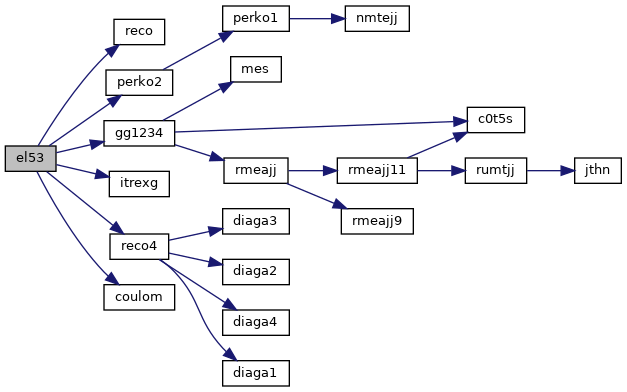 perko1
nmtejj
reco
mes
perko2
c0t5s
gg1234
el53
rmeajj
rmeajj11
rumtjj
jthn
itrexg
diaga3
rmeajj9
reco4
diaga2
coulom
diaga4
diaga1